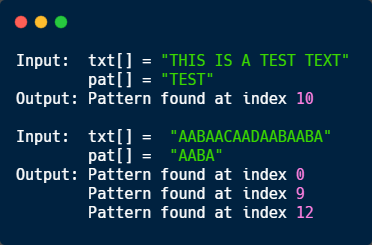 Input:  txt[] = "THIS IS A TEST TEXT"
        pat[] = "TEST"
Output: Pattern found at index 10
Input:  txt[] =  "AABAACAADAABAABA"
        pat[] =  "AABA"
Output: Pattern found at index 0
        Pattern found at index 9
        Pattern found at index 12